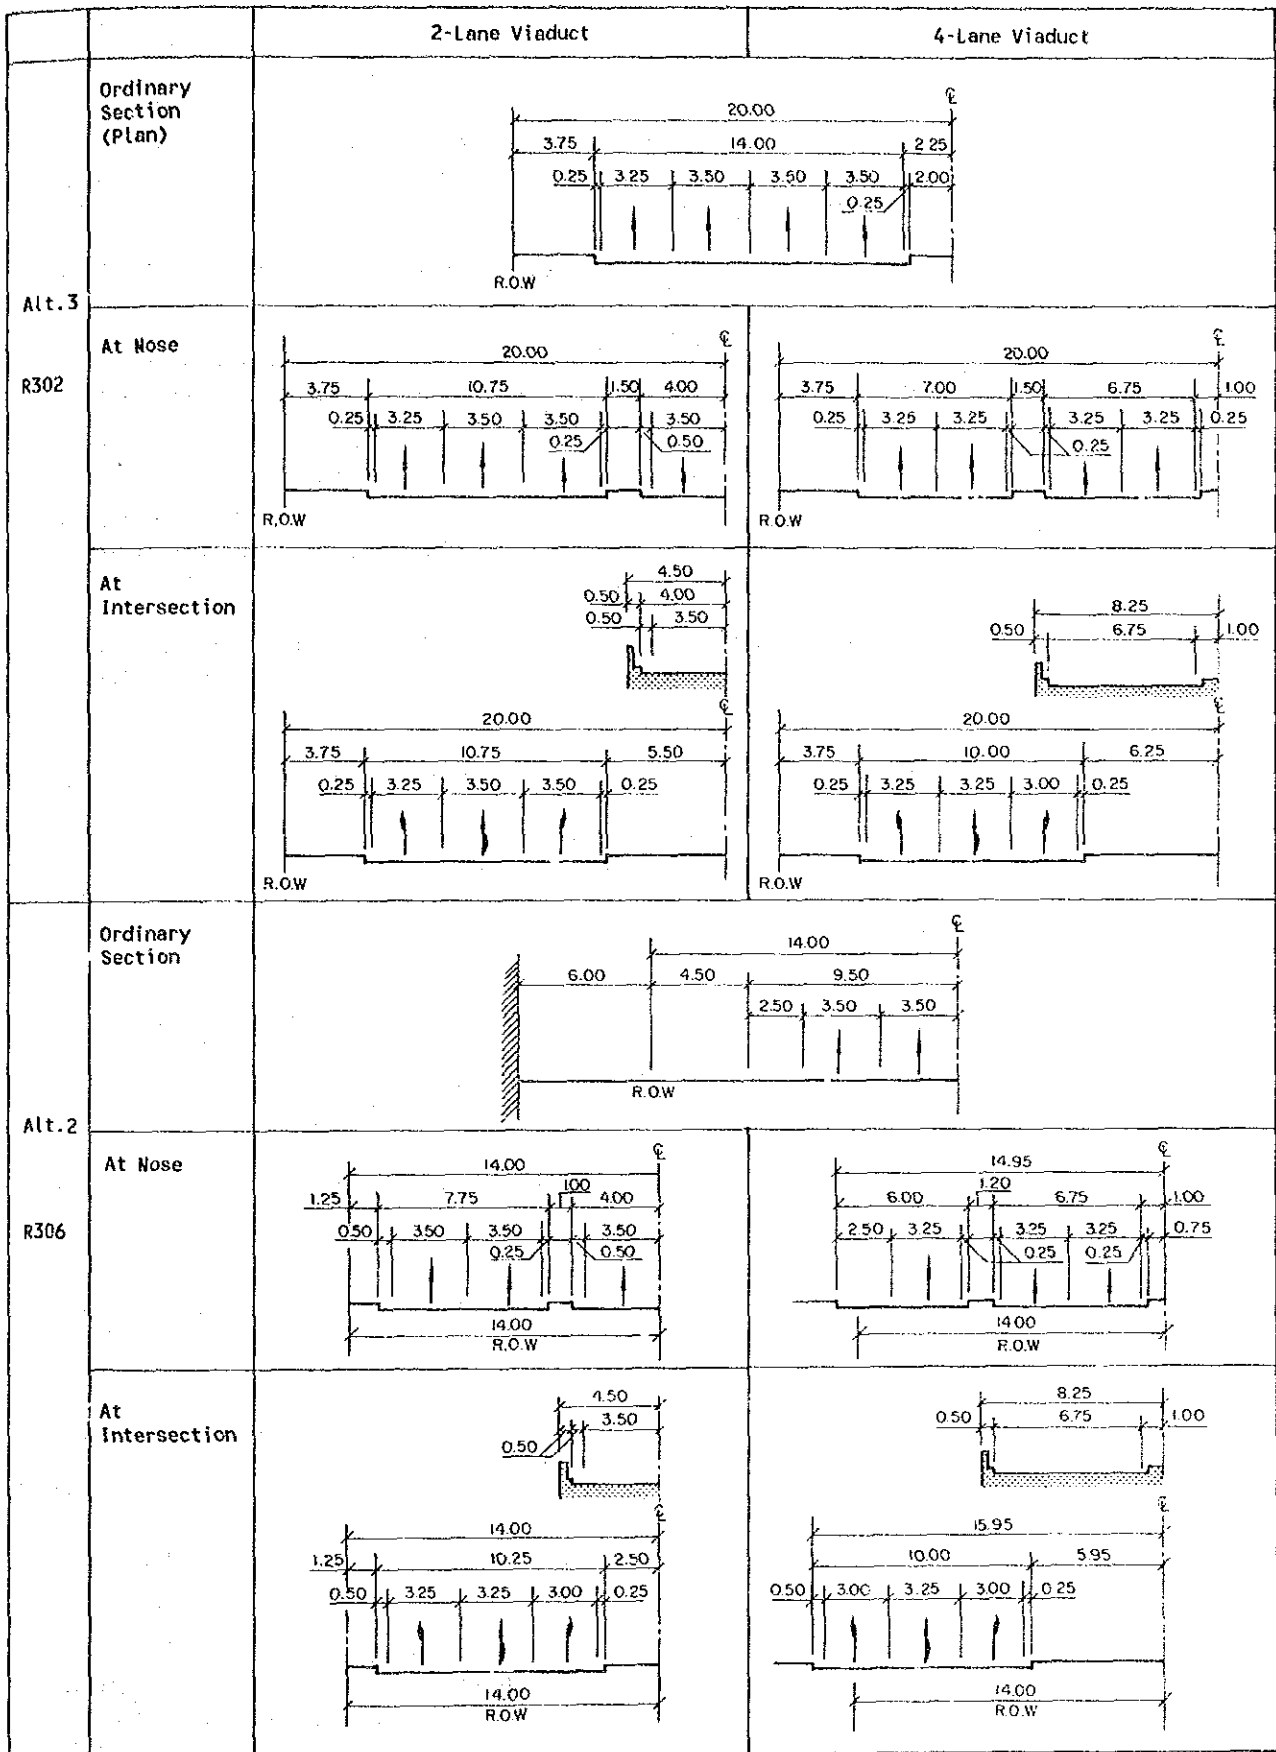 2-Lane Viaduct 4-Lane Viaduct
Alt.3
R302
Ordinary
Section
(Plan)
℄
20.00
3.75 14.00 2.25
0.25 3.25 3.50 3.50 3.50 2.00
0.25
R.O.W
At Nose
℄
20.00
3.75 10.75 1.50 4.00
0.25 3.25 3.50 3.50 3.50
0.25 0.50
R.O.W
℄
20.00
3.75 7.00 1.50 6.75 1.00
0.25 3.25 3.25 3.25 3.25 0.25
0.25
R.O.W
At
Intersection
4.50
0.50 4.00
0.50 3.50
℄
20.00
3.75 10.75 5.50
0.25 3.25 3.50 3.50 0.25
R.O.W
8.25
0.50 6.75 1.00
℄
20.00
3.75 10.00 6.25
0.25 3.25 3.25 3.00 0.25
R.O.W
Alt.2
R306
Ordinary
Section
℄
14.00
6.00 4.50 9.50
2.50 3.50 3.50
R.O.W
At Nose
℄
14.00
1.25 7.75 1.00 4.00
0.50 3.50 3.50 3.50
0.25 0.50
14.00
R.O.W
℄
14.95
6.00 1.20 6.75 1.00
2.50 3.25 3.25 3.25 0.75
0.25 0.25
14.00
R.O.W
At
Intersection
4.50
3.50
0.50
℄
14.00
1.25 10.25 2.50
0.50 3.25 3.25 3.00 0.25
14.00
R.O.W
8.25
0.50 6.75 1.00
℄
15.95
10.00 5.95
0.50 3.00 3.25 3.00 0.25
14.00
R.O.W